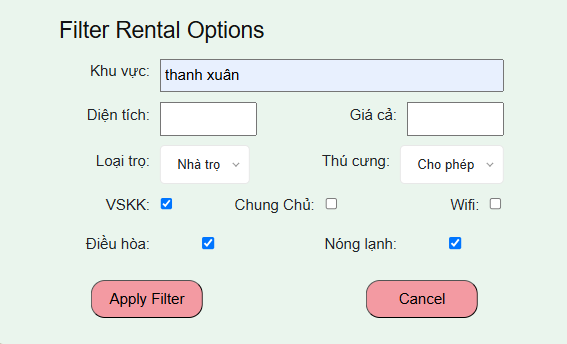 Filter Rental Options
Khu vực: thanh xuân
Diện tích: Giá cả:
Loại trọ: Nhà trọ Thú cưng: Cho phép
VSKK: Chung Chủ: Wifi:
Điều hòa: Nóng lạnh:
Apply Filter Cancel